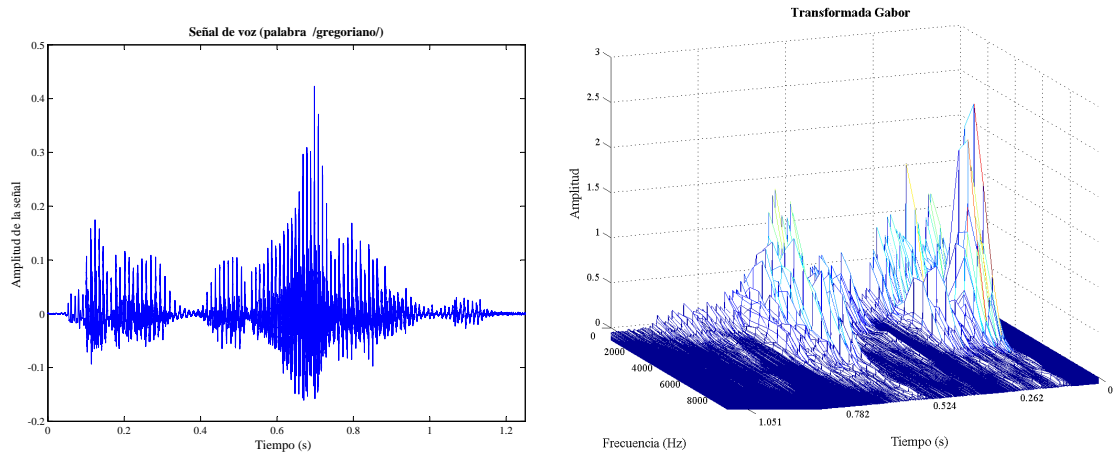 Señal de voz (palabra /gregoriano/)
0.5
0.4
0.3
0.2
0.1
0
-0.1
-0.2
Amplitud de la señal
0 0.2 0.4 0.6 0.8 1 1.2
Tiempo (s)
Transformada Gabor
3
2.5
2
1.5
1
0.5
0
Amplitud
0
2000
4000
6000
8000
Frecuencia (Hz)
1.051 0.782 0.524 0.262 0
Tiempo (s)